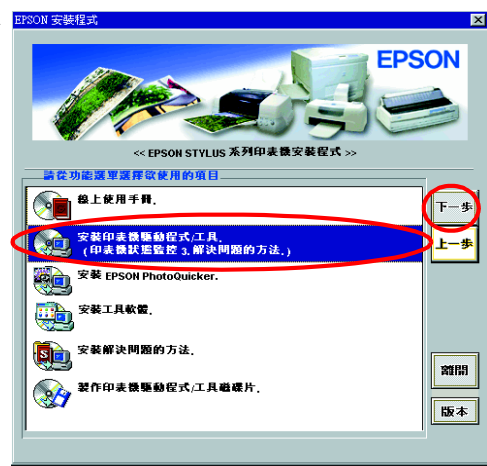 EPSON 安裝程式
EPSON
<< EPSON STYLUS 系列印表機安裝程式 >>
請從功能選單選擇欲使用的項目
線上使用手冊.
下一步
安裝印表機驅動程式/工具.
(印表機狀態監控 3, 解決問題的方法.)
上一步
安裝 EPSON PhotoQuicker.
安裝工具軟體.
安裝解決問題的方法.
離開
製作印表機驅動程式/工具磁碟片.
版本